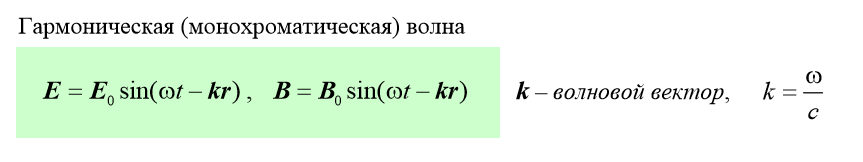 Гармоническая (монохроматическая) волна
E = E₀ sin(ωt – kr) , B = B₀ sin(ωt – kr) k – волновой вектор, k = ω/c